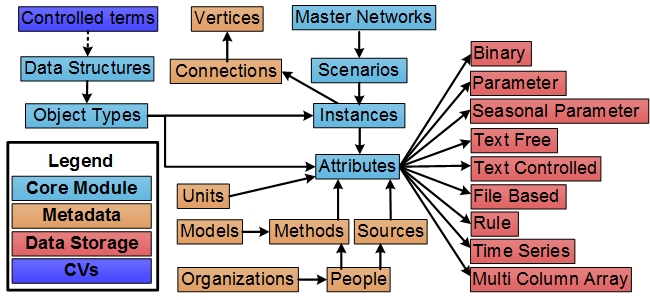 Controlled terms
Vertices
Master Networks
Data Structures
Connections
Scenarios
Object Types
Instances
Attributes
Binary
Parameter
Seasonal Parameter
Text Free
Text Controlled
File Based
Rule
Time Series
Multi Column Array
Legend
Core Module
Metadata
Data Storage
CVs
Units
Models
Methods
Sources
Organizations
People